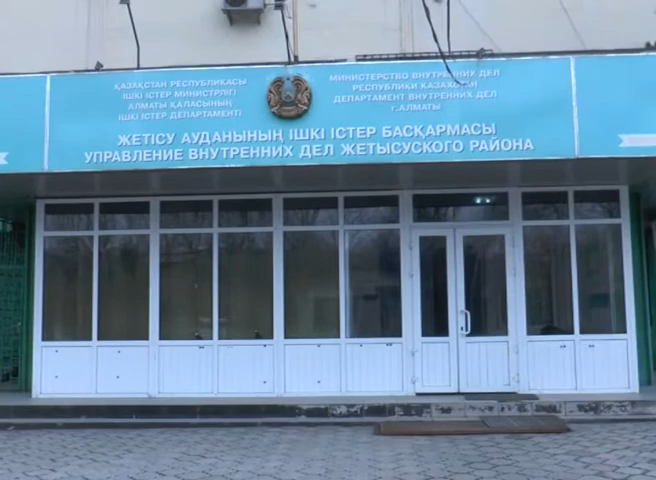 ҚАЗАҚСТАН РЕСПУБЛИКАСЫ
ІШКІ ІСТЕР МИНИСТРЛІГІ
АЛМАТЫ ҚАЛАСЫНЫҢ
ІШКІ ІСТЕР ДЕПАРТАМЕНТІ
МИНИСТЕРСТВО ВНУТРЕННИХ ДЕЛ
РЕСПУБЛИКИ КАЗАХСТАН
ДЕПАРТАМЕНТ ВНУТРЕННИХ ДЕЛ
г.АЛМАТЫ
ЖЕТІСУ АУДАНЫНЫҢ ІШКІ ІСТЕР БАСҚАРМАСЫ
УПРАВЛЕНИЕ ВНУТРЕННИХ ДЕЛ ЖЕТЫСУСКОГО РАЙОНА